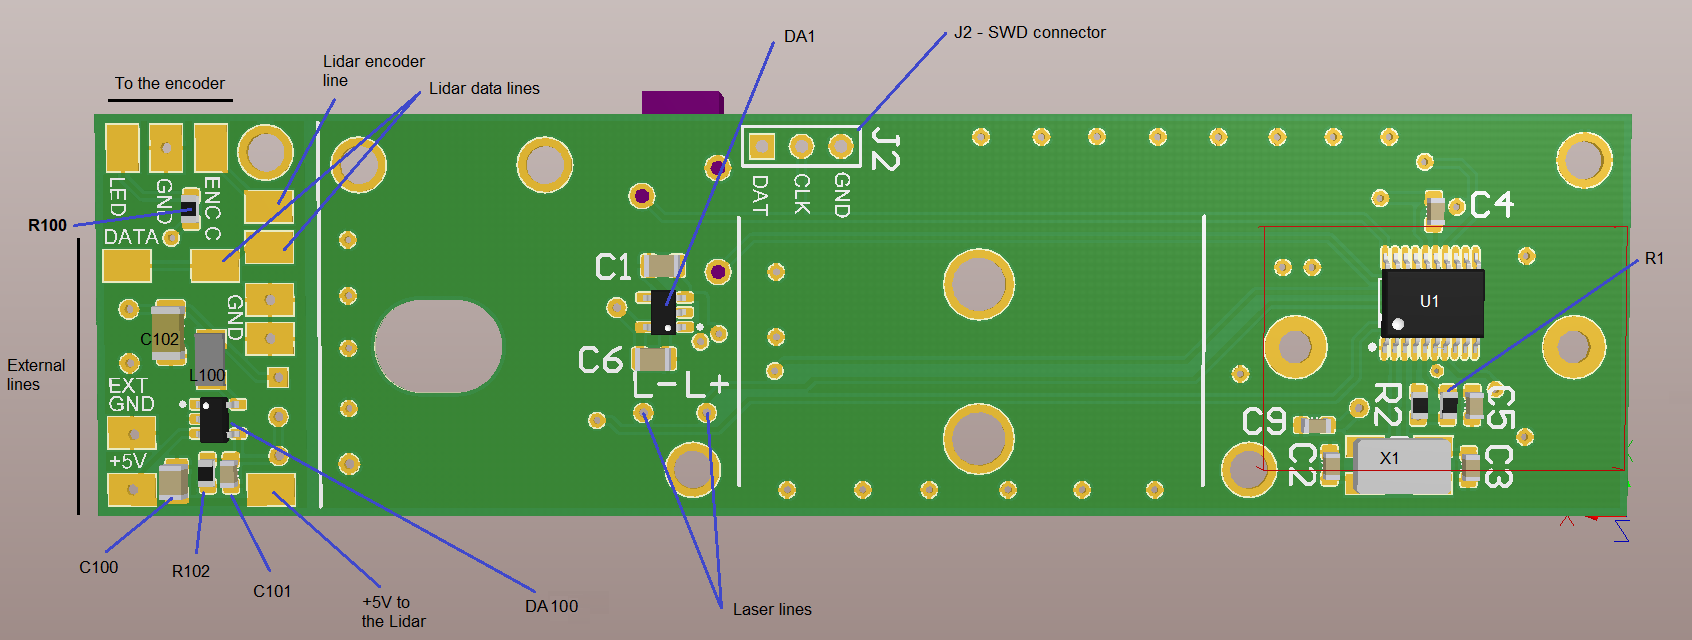 DA1
J2 - SWD connector
Lidar encoder
line
To the encoder
Lidar data lines
J2
LED
GND
ENC C
DAT
CLK
GND
C4
R100
DATA
C1
R1
U1
GND
C102
C6
External
lines
L100
L-L+
EXT
GND
R2
C5
C9
+5V
X1
C2
C3
C100
R102
C101
+5V to
the Lidar
DA100
Laser lines